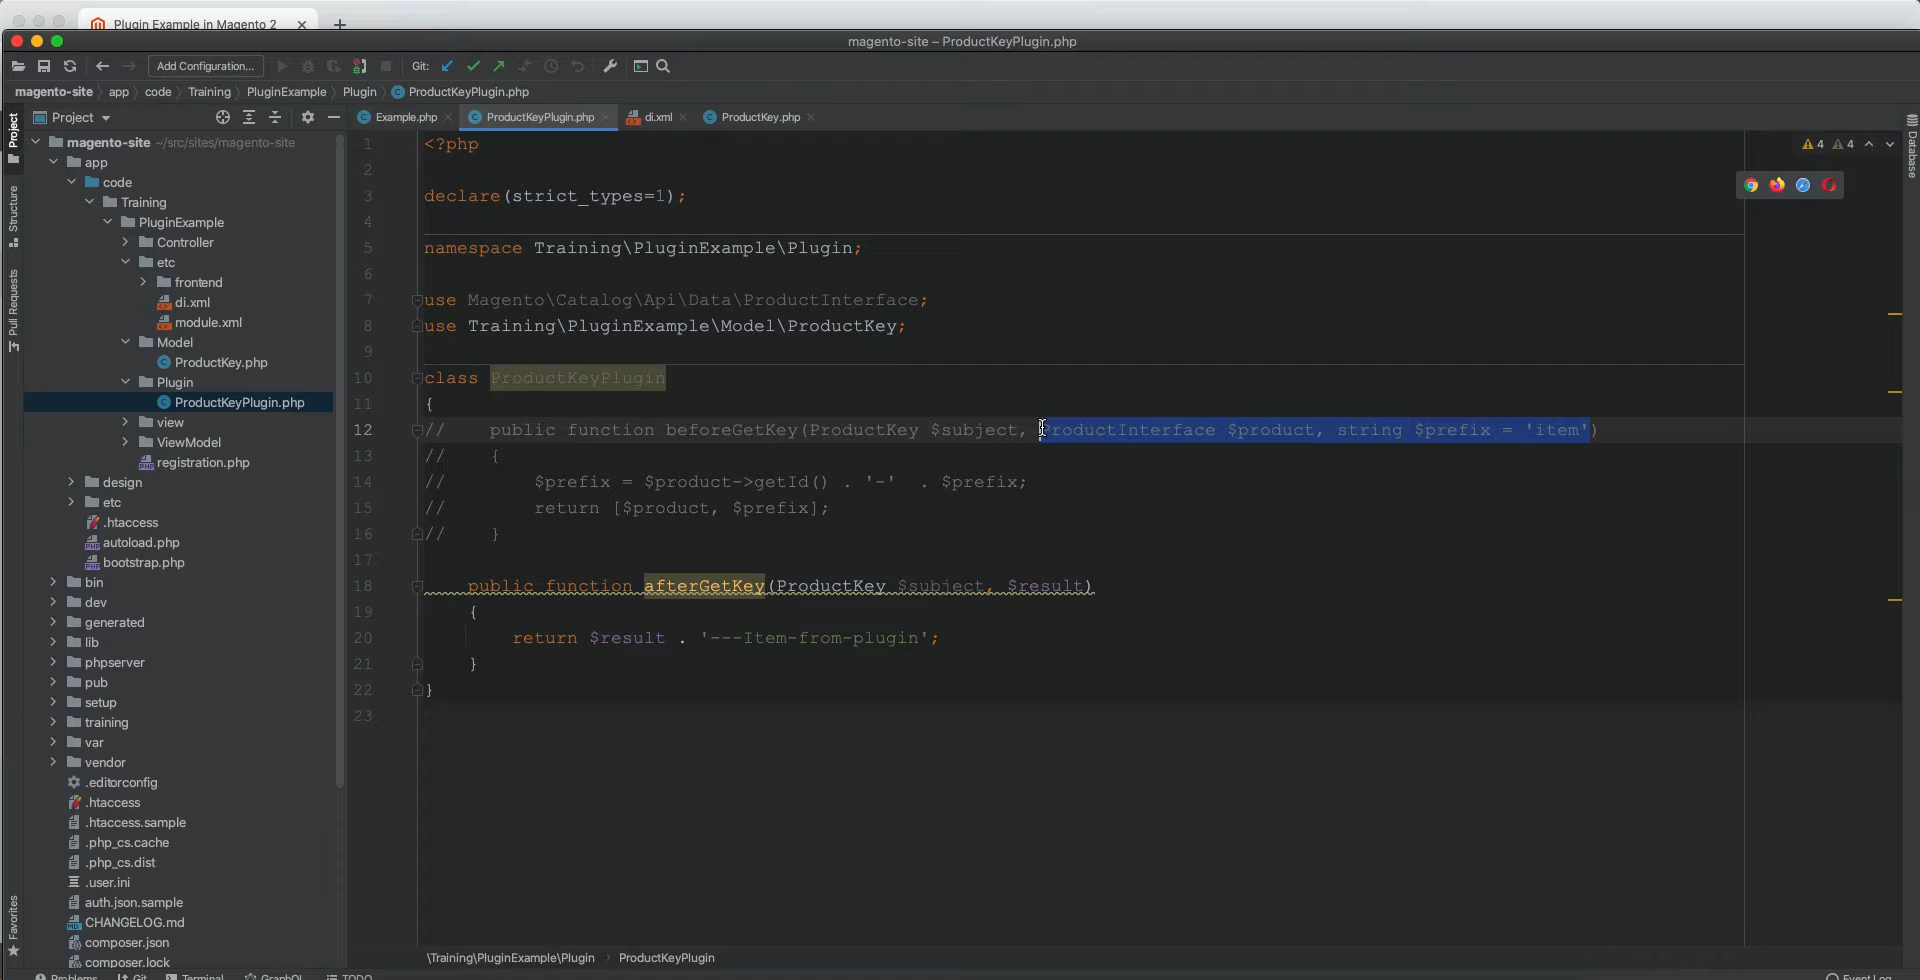 Plugin Example in Magento 2
magento-site – ProductKeyPlugin.php
Add Configuration...
Git:
magento-site
app
code
Training
PluginExample
Plugin
ProductKeyPlugin.php
Project
Example.php
ProductKeyPlugin.php
di.xml
ProductKey.php
Project
Structure
Pull Requests
Favorites
Database
magento-site ~/src/sites/magento-site
app
code
Training
PluginExample
Controller
etc
frontend
di.xml
module.xml
Model
ProductKey.php
Plugin
ProductKeyPlugin.php
view
ViewModel
registration.php
design
etc
.htaccess
autoload.php
bootstrap.php
bin
dev
generated
lib
phpserver
pub
setup
training
var
vendor
.editorconfig
.htaccess
.htaccess.sample
.php_cs.cache
.php_cs.dist
.user.ini
auth.json.sample
CHANGELOG.md
composer.json
composer.lock
4 4
1 <?php
2
3 declare(strict_types=1);
4
5 namespace Training\PluginExample\Plugin;
6
7 use Magento\Catalog\Api\Data\ProductInterface;
8 use Training\PluginExample\Model\ProductKey;
9
10 class ProductKeyPlugin
11 {
12 // public function beforeGetKey(ProductKey $subject, ProductInterface $product, string $prefix = 'item')
13 // {
14 // $prefix = $product->getId() . '-' . $prefix;
15 // return [$product, $prefix];
16 // }
17
18 public function afterGetKey(ProductKey $subject, $result)
19 {
20 return $result . '---Item-from-plugin';
21 }
22 }
23
\Training\PluginExample\Plugin
ProductKeyPlugin
Problems
Git
Terminal
GraphQL
TODO
Event Log